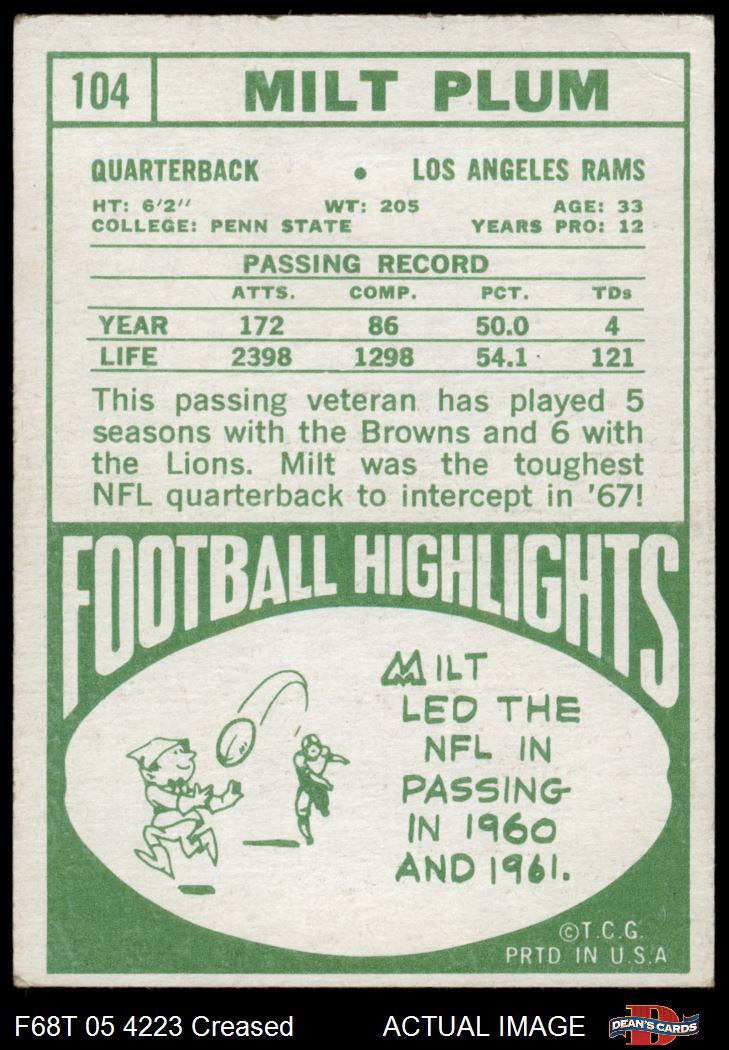 104 MILT PLUM
QUARTERBACK • LOS ANGELES RAMS
HT: 6'2" WT: 205 AGE: 33
COLLEGE: PENN STATE YEARS PRO: 12
PASSING RECORD
ATTS. COMP. PCT. TDs
YEAR 172 86 50.0 4
LIFE 2398 1298 54.1 121
This passing veteran has played 5
seasons with the Browns and 6 with
the Lions. Milt was the toughest
NFL quarterback to intercept in '67!
FOOTBALL HIGHLIGHTS
MILT
LED THE
NFL IN
PASSING
IN 1960
AND 1961.
©T.C.G.
PRTD IN U.S.A
F68T 05 4223 Creased ACTUAL IMAGE DEAN'S CARDS